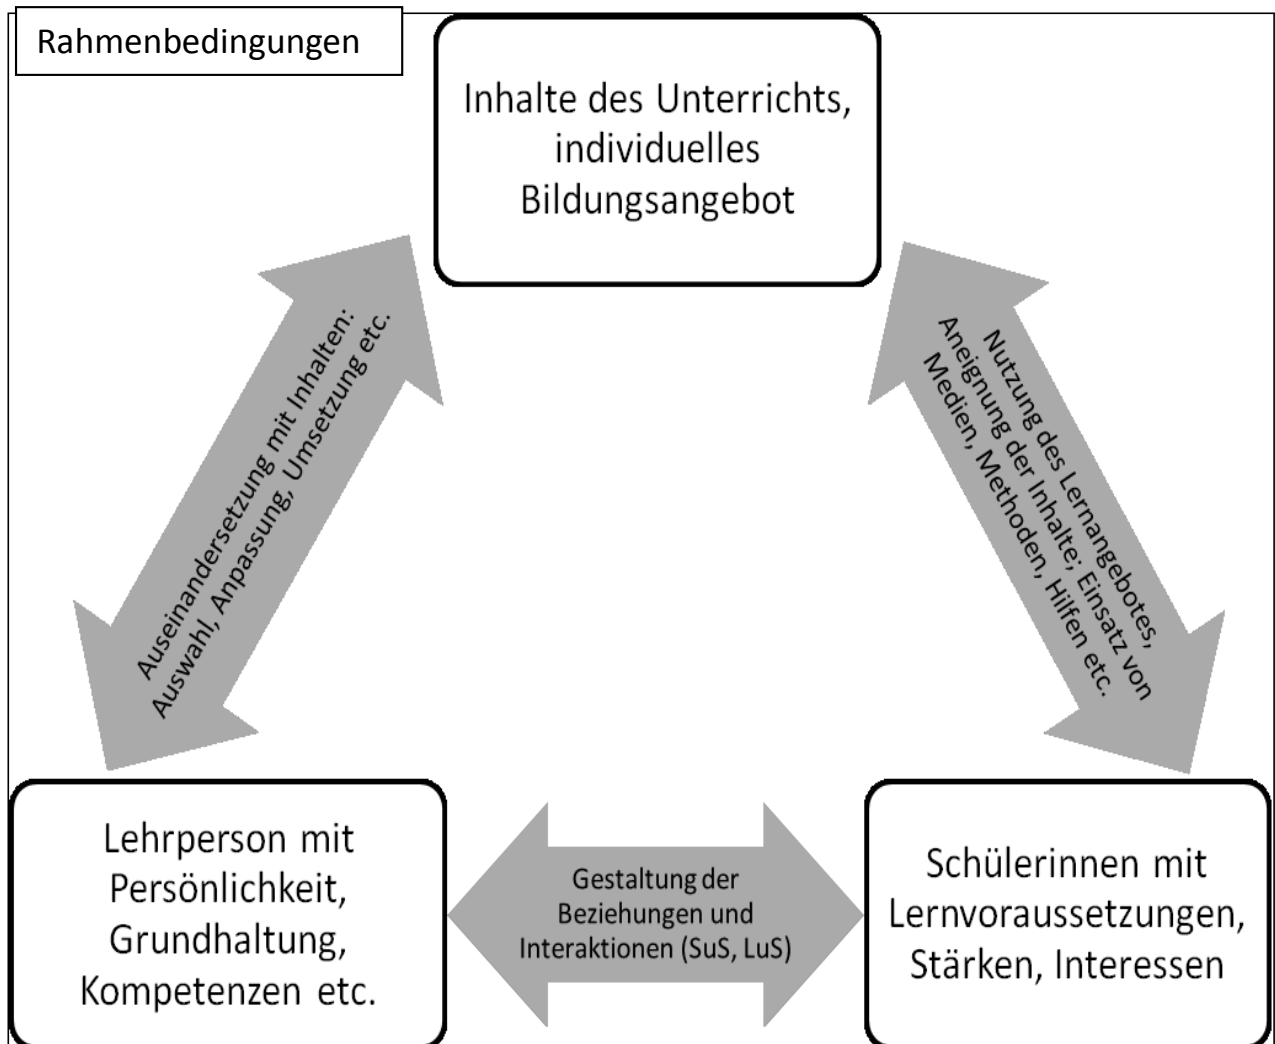 Rahmenbedingungen
Inhalte des Unterrichts,
individuelles
Bildungsangebot
Auseinandersetzung mit Inhalten:
Auswahl, Anpassung, Umsetzung etc.
Nutzung des Lernangebotes,
Aneignung der Inhalte; Einsatz von
Medien, Methoden, Hilfen etc.
Lehrperson mit
Persönlichkeit,
Grundhaltung,
Kompetenzen etc.
Gestaltung der
Beziehungen und
Interaktionen (SuS, LuS)
Schülerinnen mit
Lernvoraussetzungen,
Stärken, Interessen